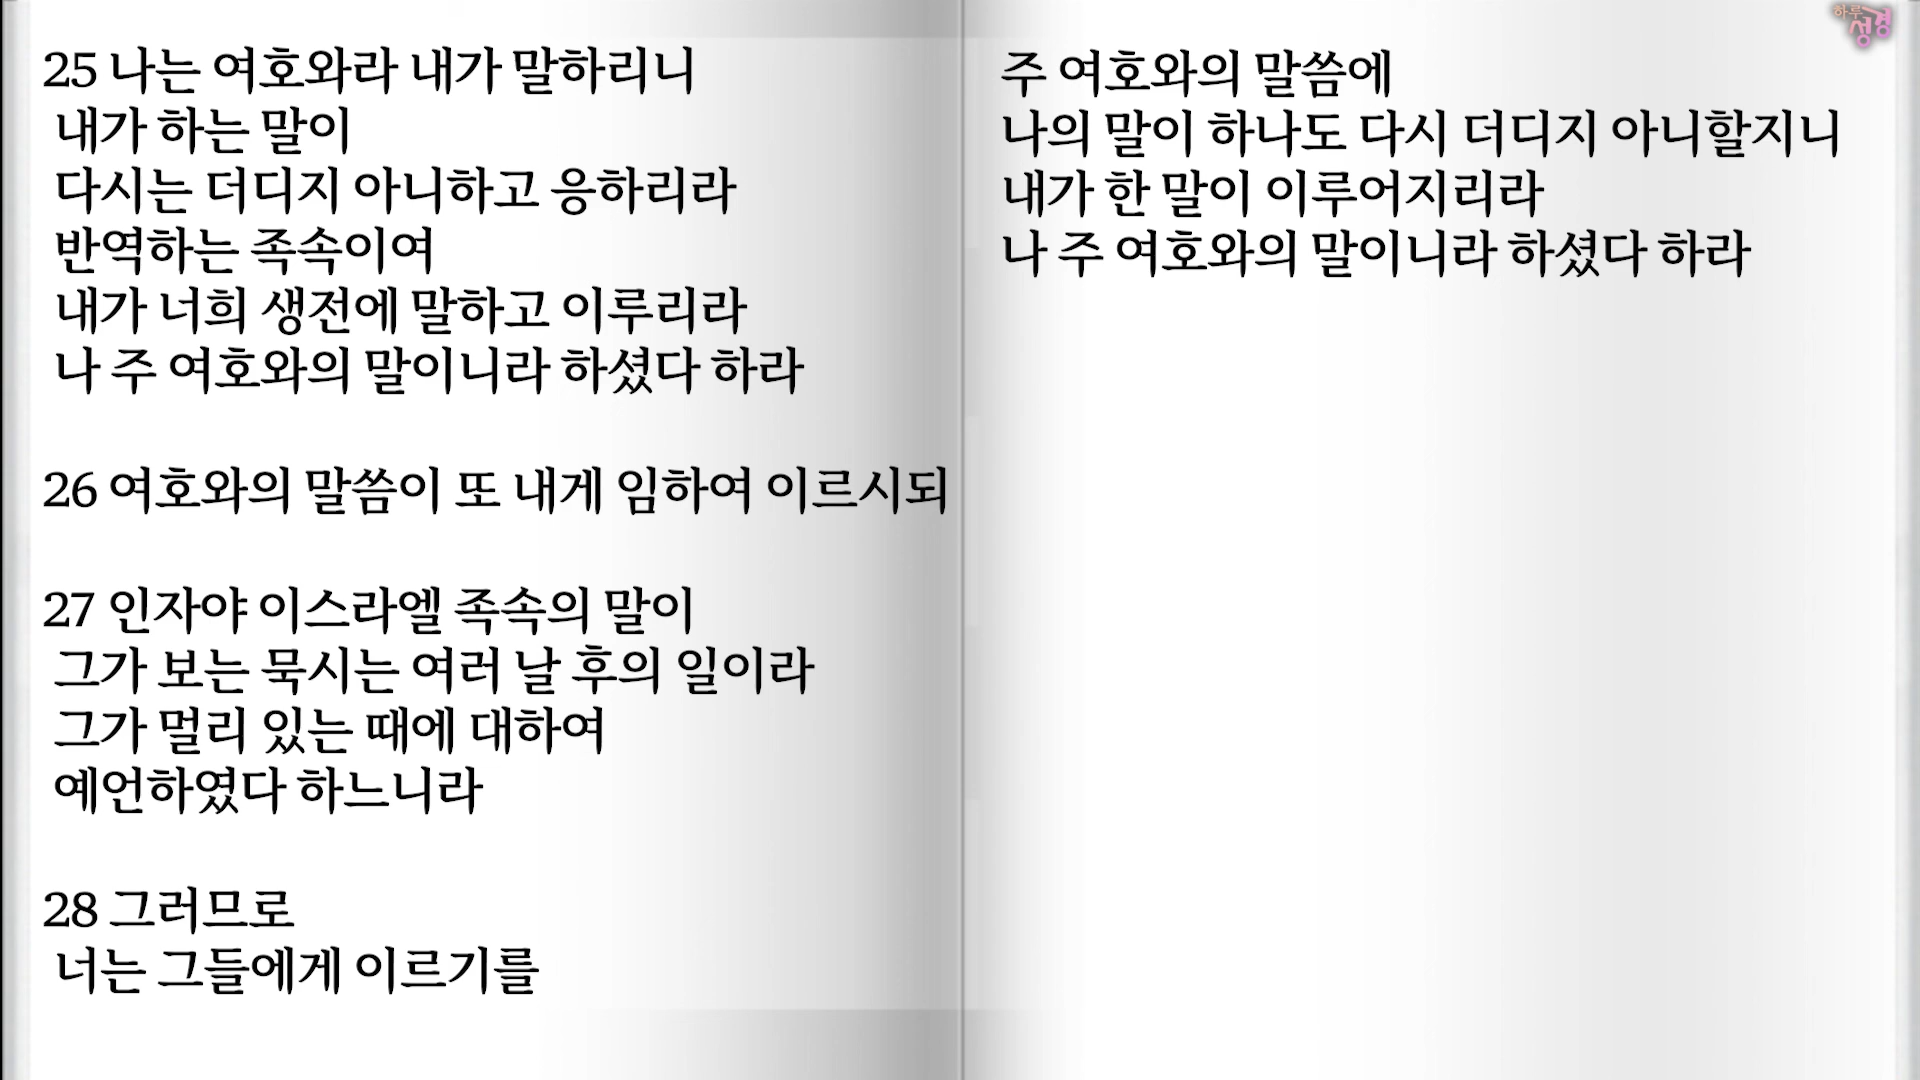 25 나는 여호와라 내가 말하리니
내가 하는 말이
다시는 더디지 아니하고 응하리라
반역하는 족속이여
내가 너희 생전에 말하고 이루리라
나 주 여호와의 말이니라 하셨다 하라
26 여호와의 말씀이 또 내게 임하여 이르시되
27 인자야 이스라엘 족속의 말이
그가 보는 묵시는 여러 날 후의 일이라
그가 멀리 있는 때에 대하여
예언하였다 하느니라
28 그러므로
너는 그들에게 이르기를
주 여호와의 말씀에
나의 말이 하나도 다시 더디지 아니할지니
내가 한 말이 이루어지리라
나 주 여호와의 말이니라 하셨다 하라
하루
성경